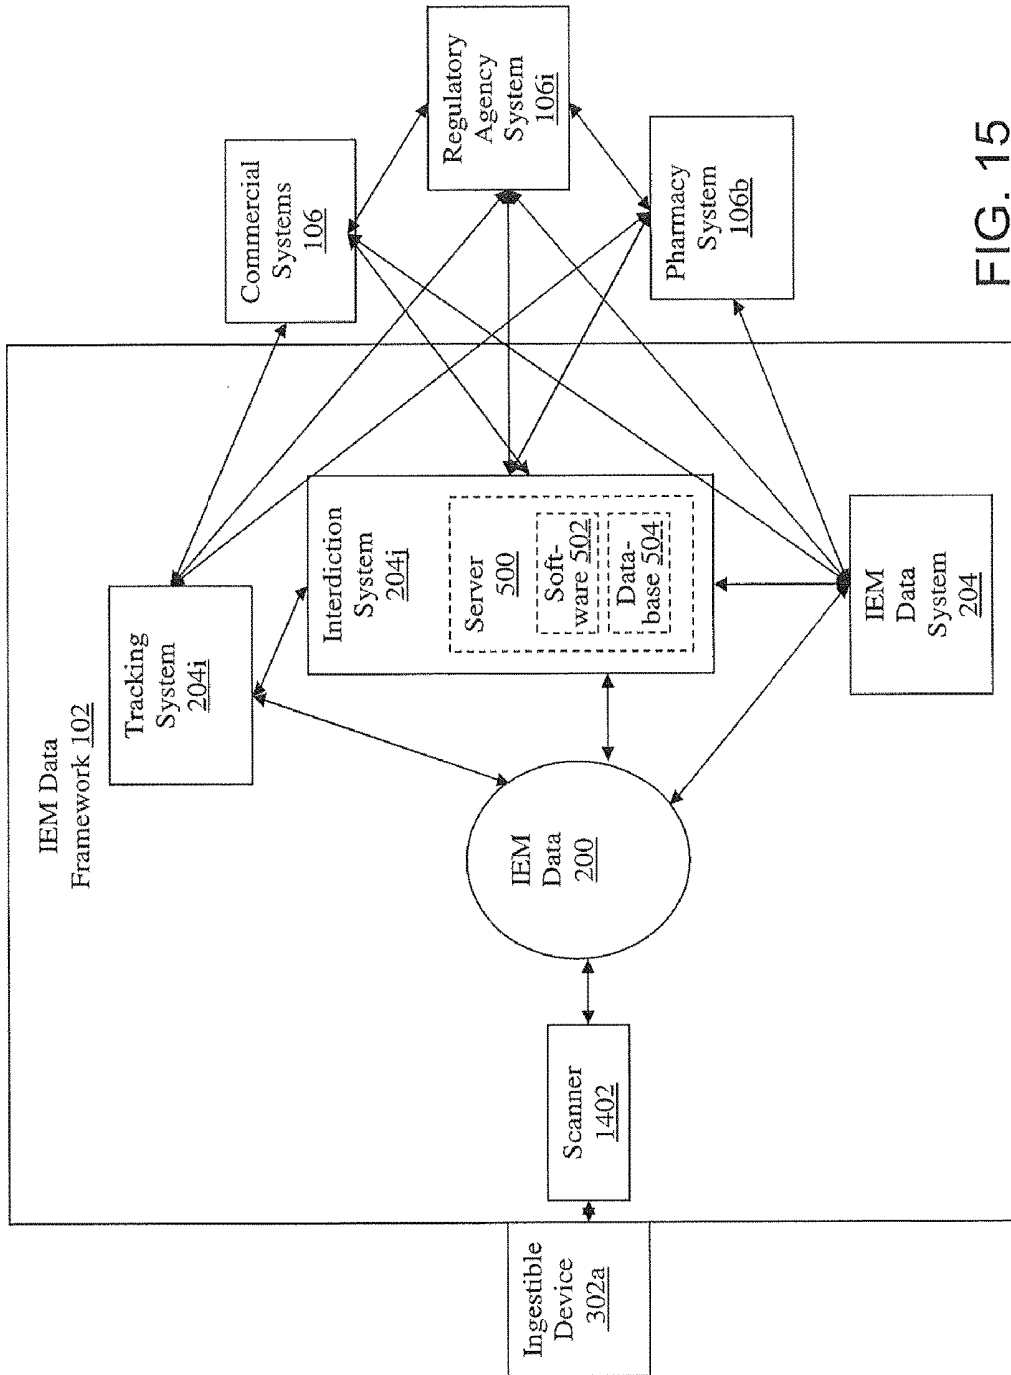 IEM Data
Framework 102
Tracking
System
204i
Commercial
Systems
106
Regulatory
Agency
System
106i
Interdiction
System
204j
Server
500
Soft-
ware 502
Data-
base 504
Ingestible
Device
302a
Scanner
1402
IEM
Data
200
IEM
Data
System
204
Pharmacy
System
106b
FIG. 15